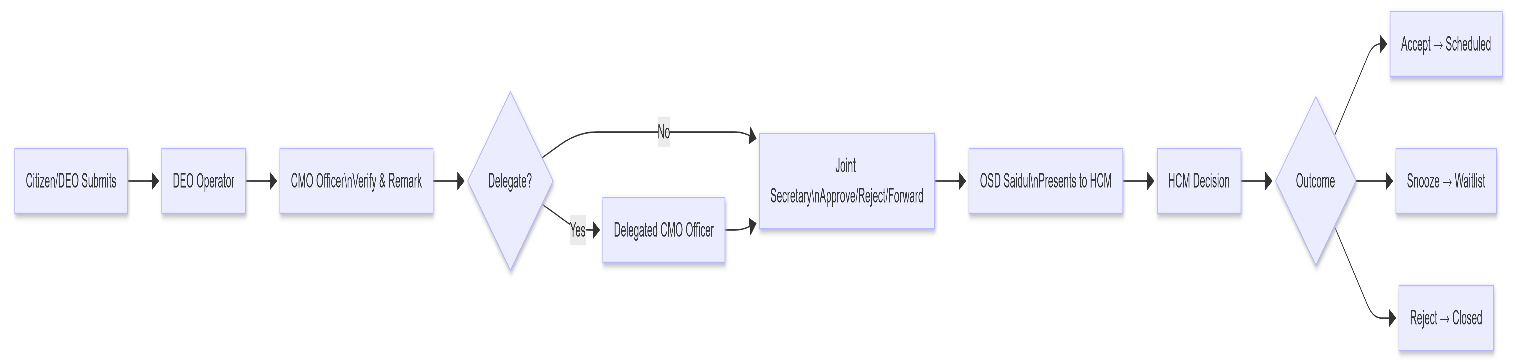 Citizen/DEO Submits
DEO Operator
CMO Officer\nVerify & Remark
Delegate?
No
Yes
Delegated CMO Officer
Joint
Secretary\nApprove/Reject/Forward
OSD Saidul\nPresents to HCM
HCM Decision
Outcome
Accept → Scheduled
Snooze → Waitlist
Reject → Closed